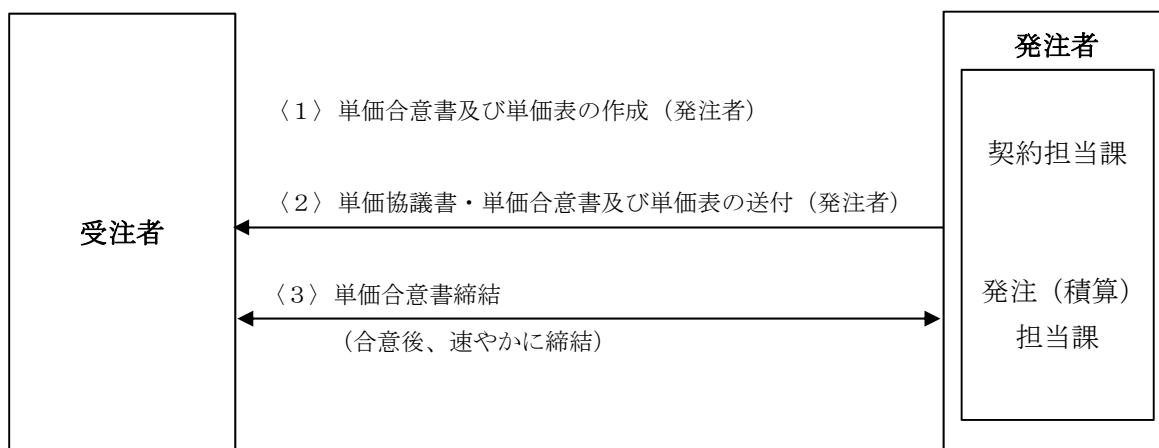 発注者
〈１〉単価合意書及び単価表の作成（発注者）
契約担当課
〈２〉単価協議書・単価合意書及び単価表の送付（発注者）
受注者
〈３〉単価合意書締結
（合意後、速やかに締結）
発注（積算）
担当課